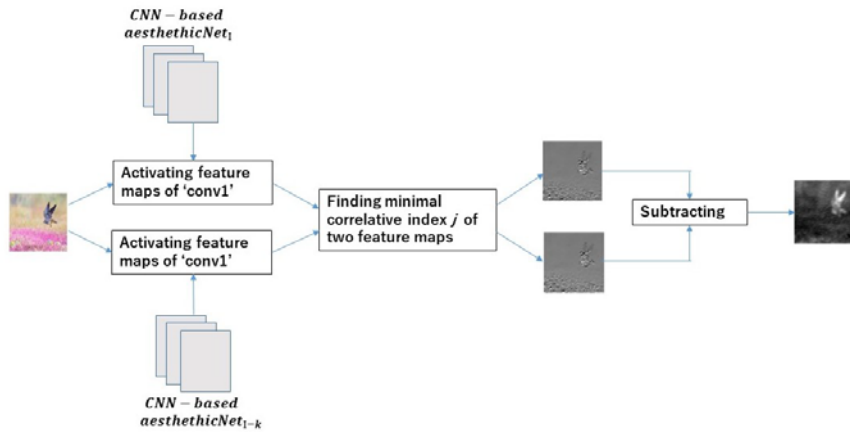 CNN − based
aesthethicNet₁
Activating feature
maps of ‘conv1’
Activating feature
maps of ‘conv1’
Finding minimal
correlative index j of
two feature maps
Subtracting
CNN − based
aesthethicNet₁₋ₖ